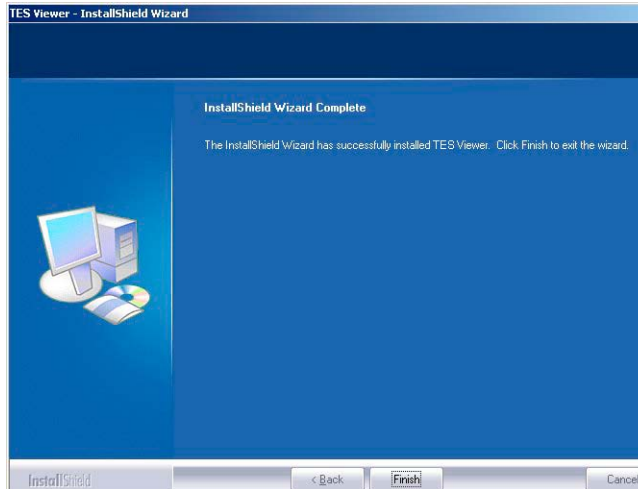 TES Viewer - InstallShield Wizard
InstallShield Wizard Complete
The InstallShield Wizard has successfully installed TES Viewer. Click Finish to exit the wizard.
InstallShield
< Back Finish Cancel